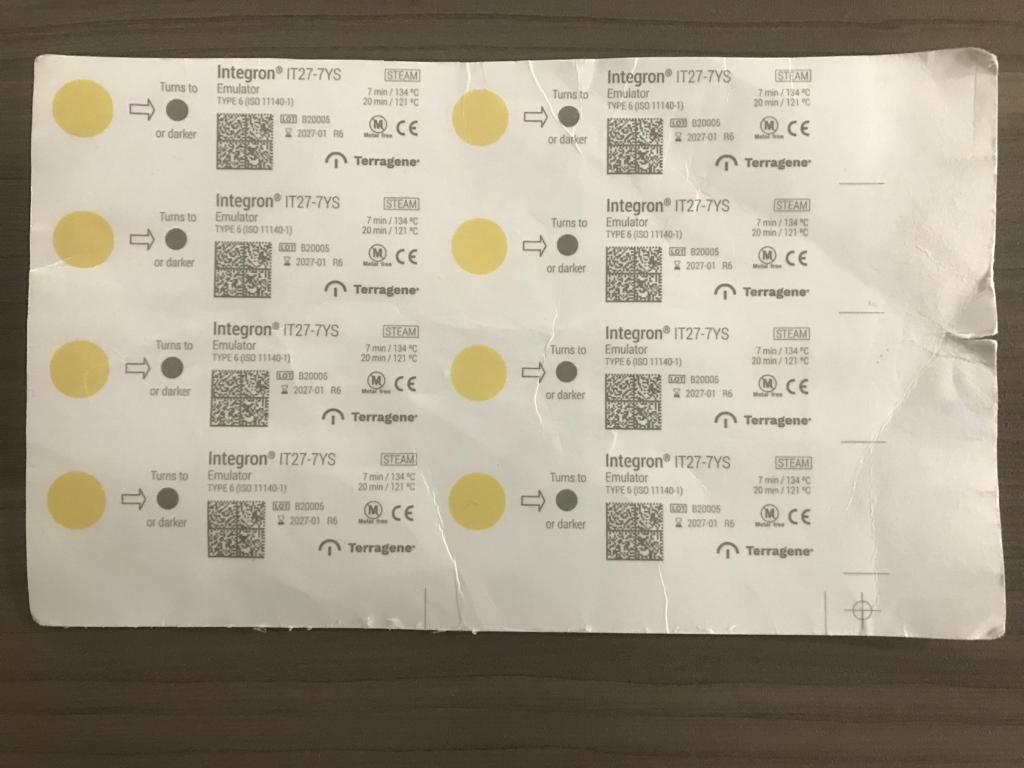 Turns to
or darker
Integron® IT27-7YS
STEAM
Emulator
7 min / 134 ºC
TYPE 6 (ISO 11140-1)
20 min / 121 ºC
LOT B20005
2027-01 R6
M
Metal free
CE
Terragene®
Turns to
or darker
Integron® IT27-7YS
STEAM
Emulator
7 min / 134 ºC
TYPE 6 (ISO 11140-1)
20 min / 121 ºC
LOT B20005
2027-01 R6
M
Metal free
CE
Terragene®
Turns to
or darker
Integron® IT27-7YS
STEAM
Emulator
7 min / 134 ºC
TYPE 6 (ISO 11140-1)
20 min / 121 ºC
LOT B20005
2027-01 R6
M
Metal free
CE
Terragene®
Turns to
or darker
Integron® IT27-7YS
STEAM
Emulator
7 min / 134 ºC
TYPE 6 (ISO 11140-1)
20 min / 121 ºC
LOT B20005
2027-01 R6
M
Metal free
CE
Terragene®
Turns to
or darker
Integron® IT27-7YS
STEAM
Emulator
7 min / 134 ºC
TYPE 6 (ISO 11140-1)
20 min / 121 ºC
LOT B20005
2027-01 R6
M
Metal free
CE
Terragene®
Turns to
or darker
Integron® IT27-7YS
STEAM
Emulator
7 min / 134 ºC
TYPE 6 (ISO 11140-1)
20 min / 121 ºC
LOT B20005
2027-01 R6
M
Metal free
CE
Terragene®
Turns to
or darker
Integron® IT27-7YS
STEAM
Emulator
7 min / 134 ºC
TYPE 6 (ISO 11140-1)
20 min / 121 ºC
LOT B20005
2027-01 R6
M
Metal free
CE
Terragene®
Turns to
or darker
Integron® IT27-7YS
STEAM
Emulator
7 min / 134 ºC
TYPE 6 (ISO 11140-1)
20 min / 121 ºC
LOT B20005
2027-01 R6
M
Metal free
CE
Terragene®